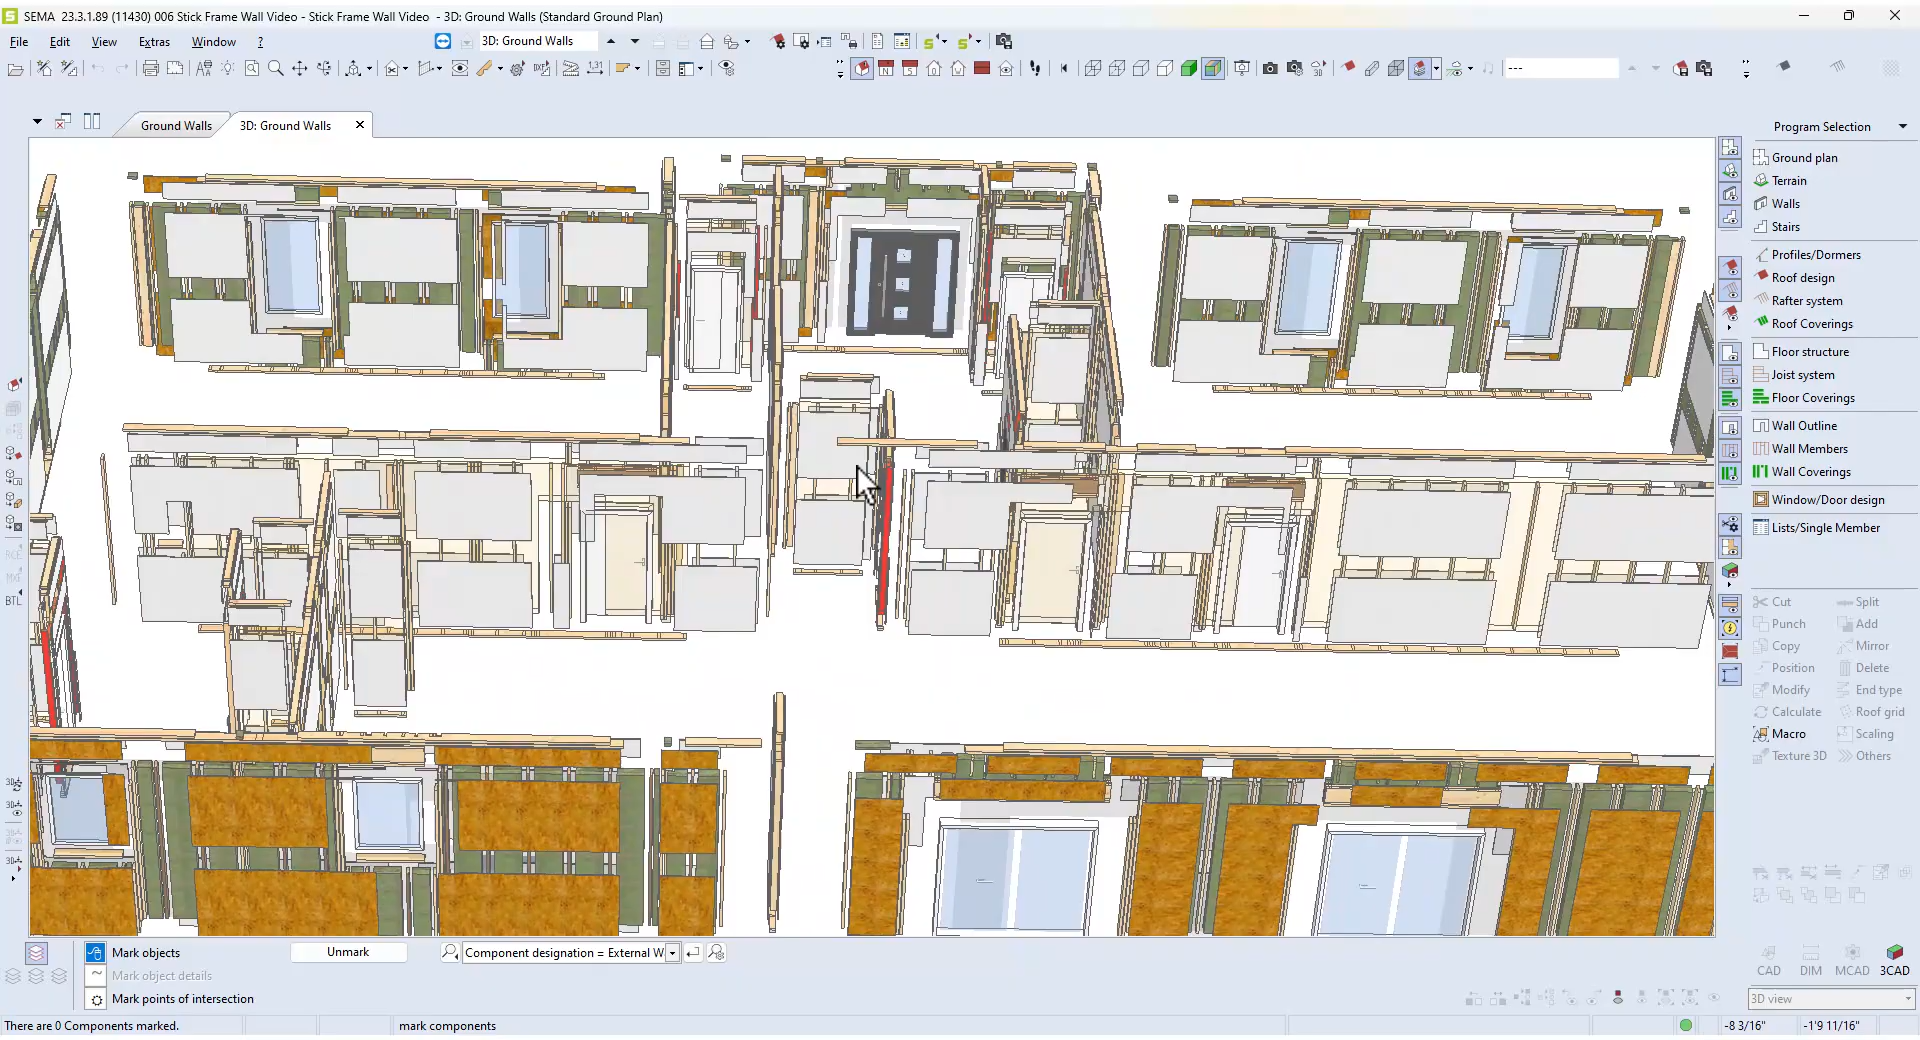 SEMA 23.3.1.89 (11430) 006 Stick Frame Wall Video - Stick Frame Wall Video - 3D: Ground Walls (Standard Ground Plan)
File Edit View Extras Window ?
3D: Ground Walls
---
Ground Walls
3D: Ground Walls
Program Selection
Ground plan
Terrain
Walls
Stairs
Profiles/Dormers
Roof design
Rafter system
Roof Coverings
Floor structure
Joist system
Floor Coverings
Wall Outline
Wall Members
Wall Coverings
Window/Door design
Lists/Single Member
BTL
Cut Split
Punch Add
Copy Mirror
Position Delete
Modify End type
Calculate Roof grid
Macro Scaling
Texture 3D Others
Mark objects
Unmark
Component designation = External W
Mark object details
Mark points of intersection
CAD DIM MCAD 3CAD
3D view
There are 0 Components marked.
mark components
-8 3/16"
-1'9 11/16"